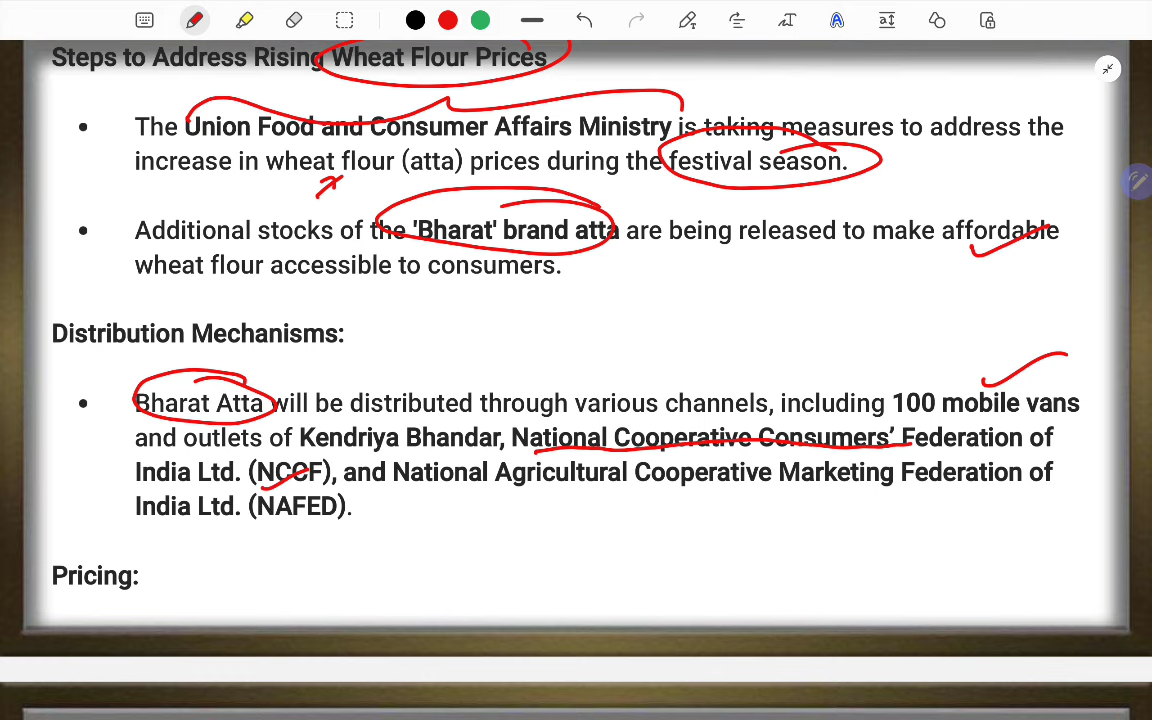 Steps to Address Rising Wheat Flour Prices
• The Union Food and Consumer Affairs Ministry is taking measures to address the
increase in wheat flour (atta) prices during the festival season.
• Additional stocks of the 'Bharat' brand atta are being released to make affordable
wheat flour accessible to consumers.
Distribution Mechanisms:
• Bharat Atta will be distributed through various channels, including 100 mobile vans
and outlets of Kendriya Bhandar, National Cooperative Consumers’ Federation of
India Ltd. (NCCF), and National Agricultural Cooperative Marketing Federation of
India Ltd. (NAFED).
Pricing: